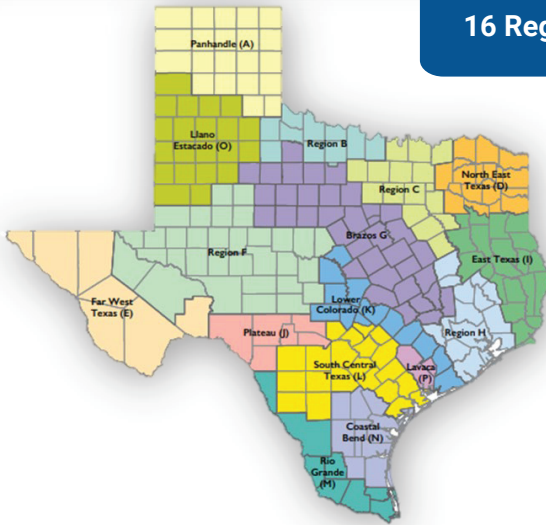 16 Reg
Panhandle (A)
Llano
Estacado (O)
Region B
Region C
North East
Texas (D)
Brazos G
East Texas (I)
Region F
Far West
Texas (E)
Lower
Colorado (K)
Region H
Plateau (J)
South Central
Texas (L)
Lavaca
(P)
Coastal
Bend (N)
Rio
Grande
(M)